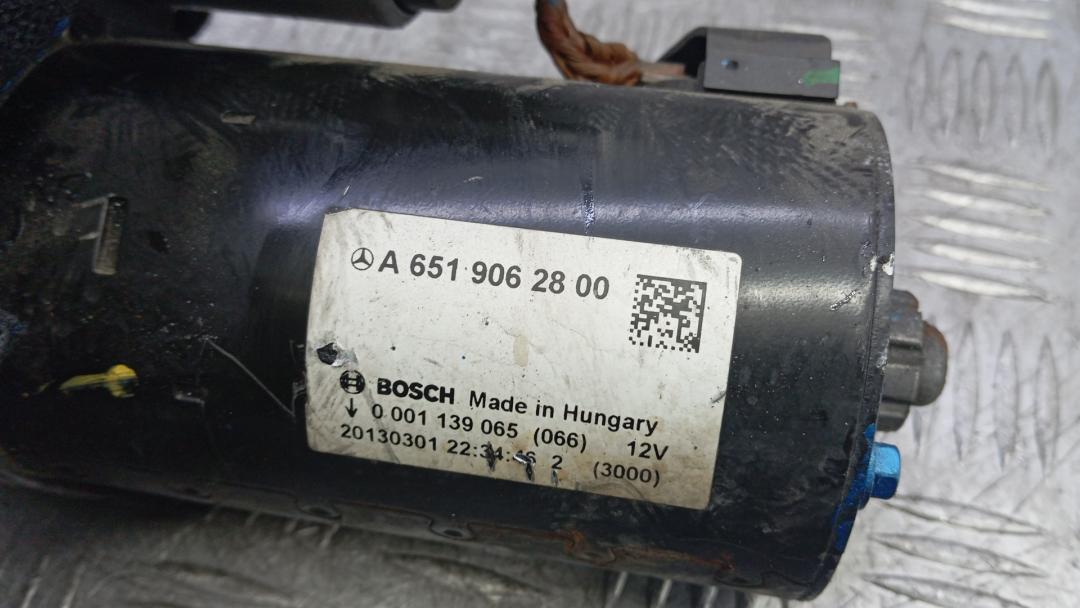 A 651 906 28 00
BOSCH Made in Hungary
↓ 0 001 139 065 (066) 12V
20130301 22:34:46 2 (3000)